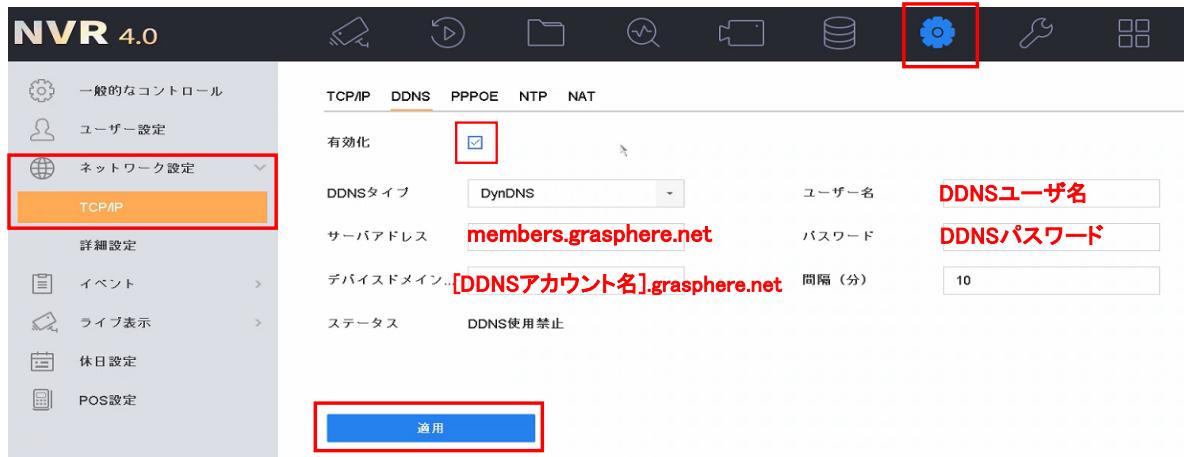 NVR 4.0
一般的なコントロール
ユーザー設定
ネットワーク設定
TCP/IP
詳細設定
イベント
ライブ表示
休日設定
POS設定
TCP/IP DDNS PPPOE NTP NAT
有効化
DDNSタイプ DynDNS ユーザー名 DDNSユーザ名
サーバアドレス members.grasphere.net パスワード DDNSパスワード
デバイスドメイン... [DDNSアカウント名].grasphere.net 間隔（分） 10
ステータス DDNS使用禁止
適用